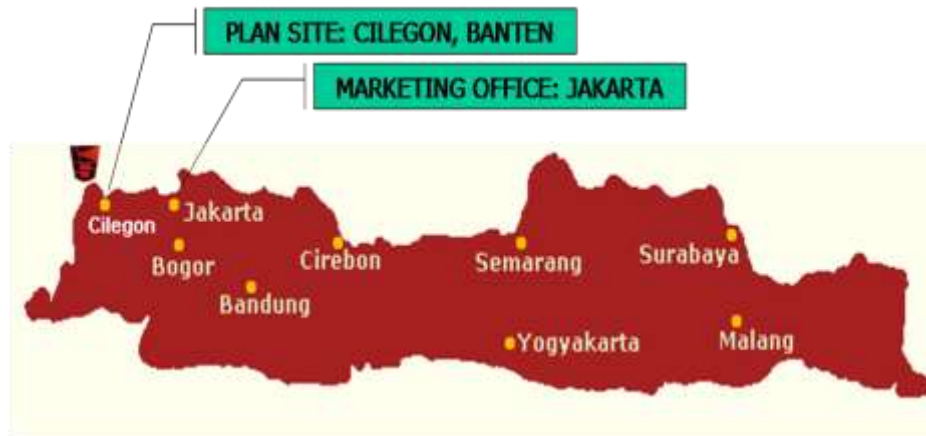 PLAN SITE: CILEGON, BANTEN
MARKETING OFFICE: JAKARTA
Cilegon
Jakarta
Bogor
Bandung
Cirebon
Semarang
Surabaya
Yogyakarta
Malang